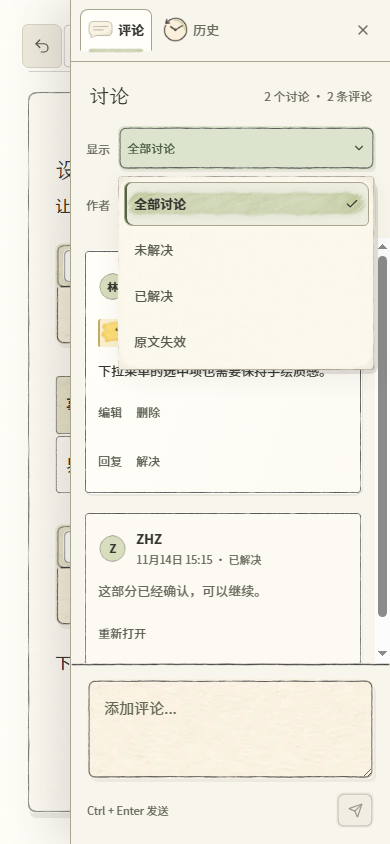 评论
历史
讨论
2 个讨论 · 2 条评论
显示
全部讨论
作者
全部讨论
未解决
已解决
原文失效
林
下拉菜单的选中项也需要保持手绘质感。
编辑 删除
回复 解决
Z
ZHZ
11月14日 15:15 · 已解决
这部分已经确认，可以继续。
重新打开
添加评论...
Ctrl + Enter 发送
设
让
下